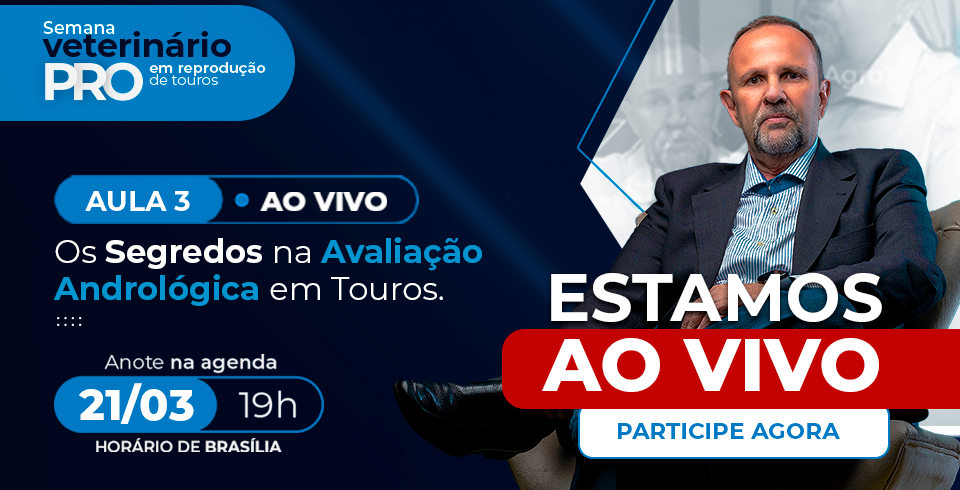 Semana
veterinário
PRO em reprodução
de touros
AULA 3 • AO VIVO
Os Segredos na Avaliação
Andrológica em Touros.
Anote na agenda
21/03 19h
HORÁRIO DE BRASÍLIA
Agro
ESTAMOS
AO VIVO
PARTICIPE AGORA